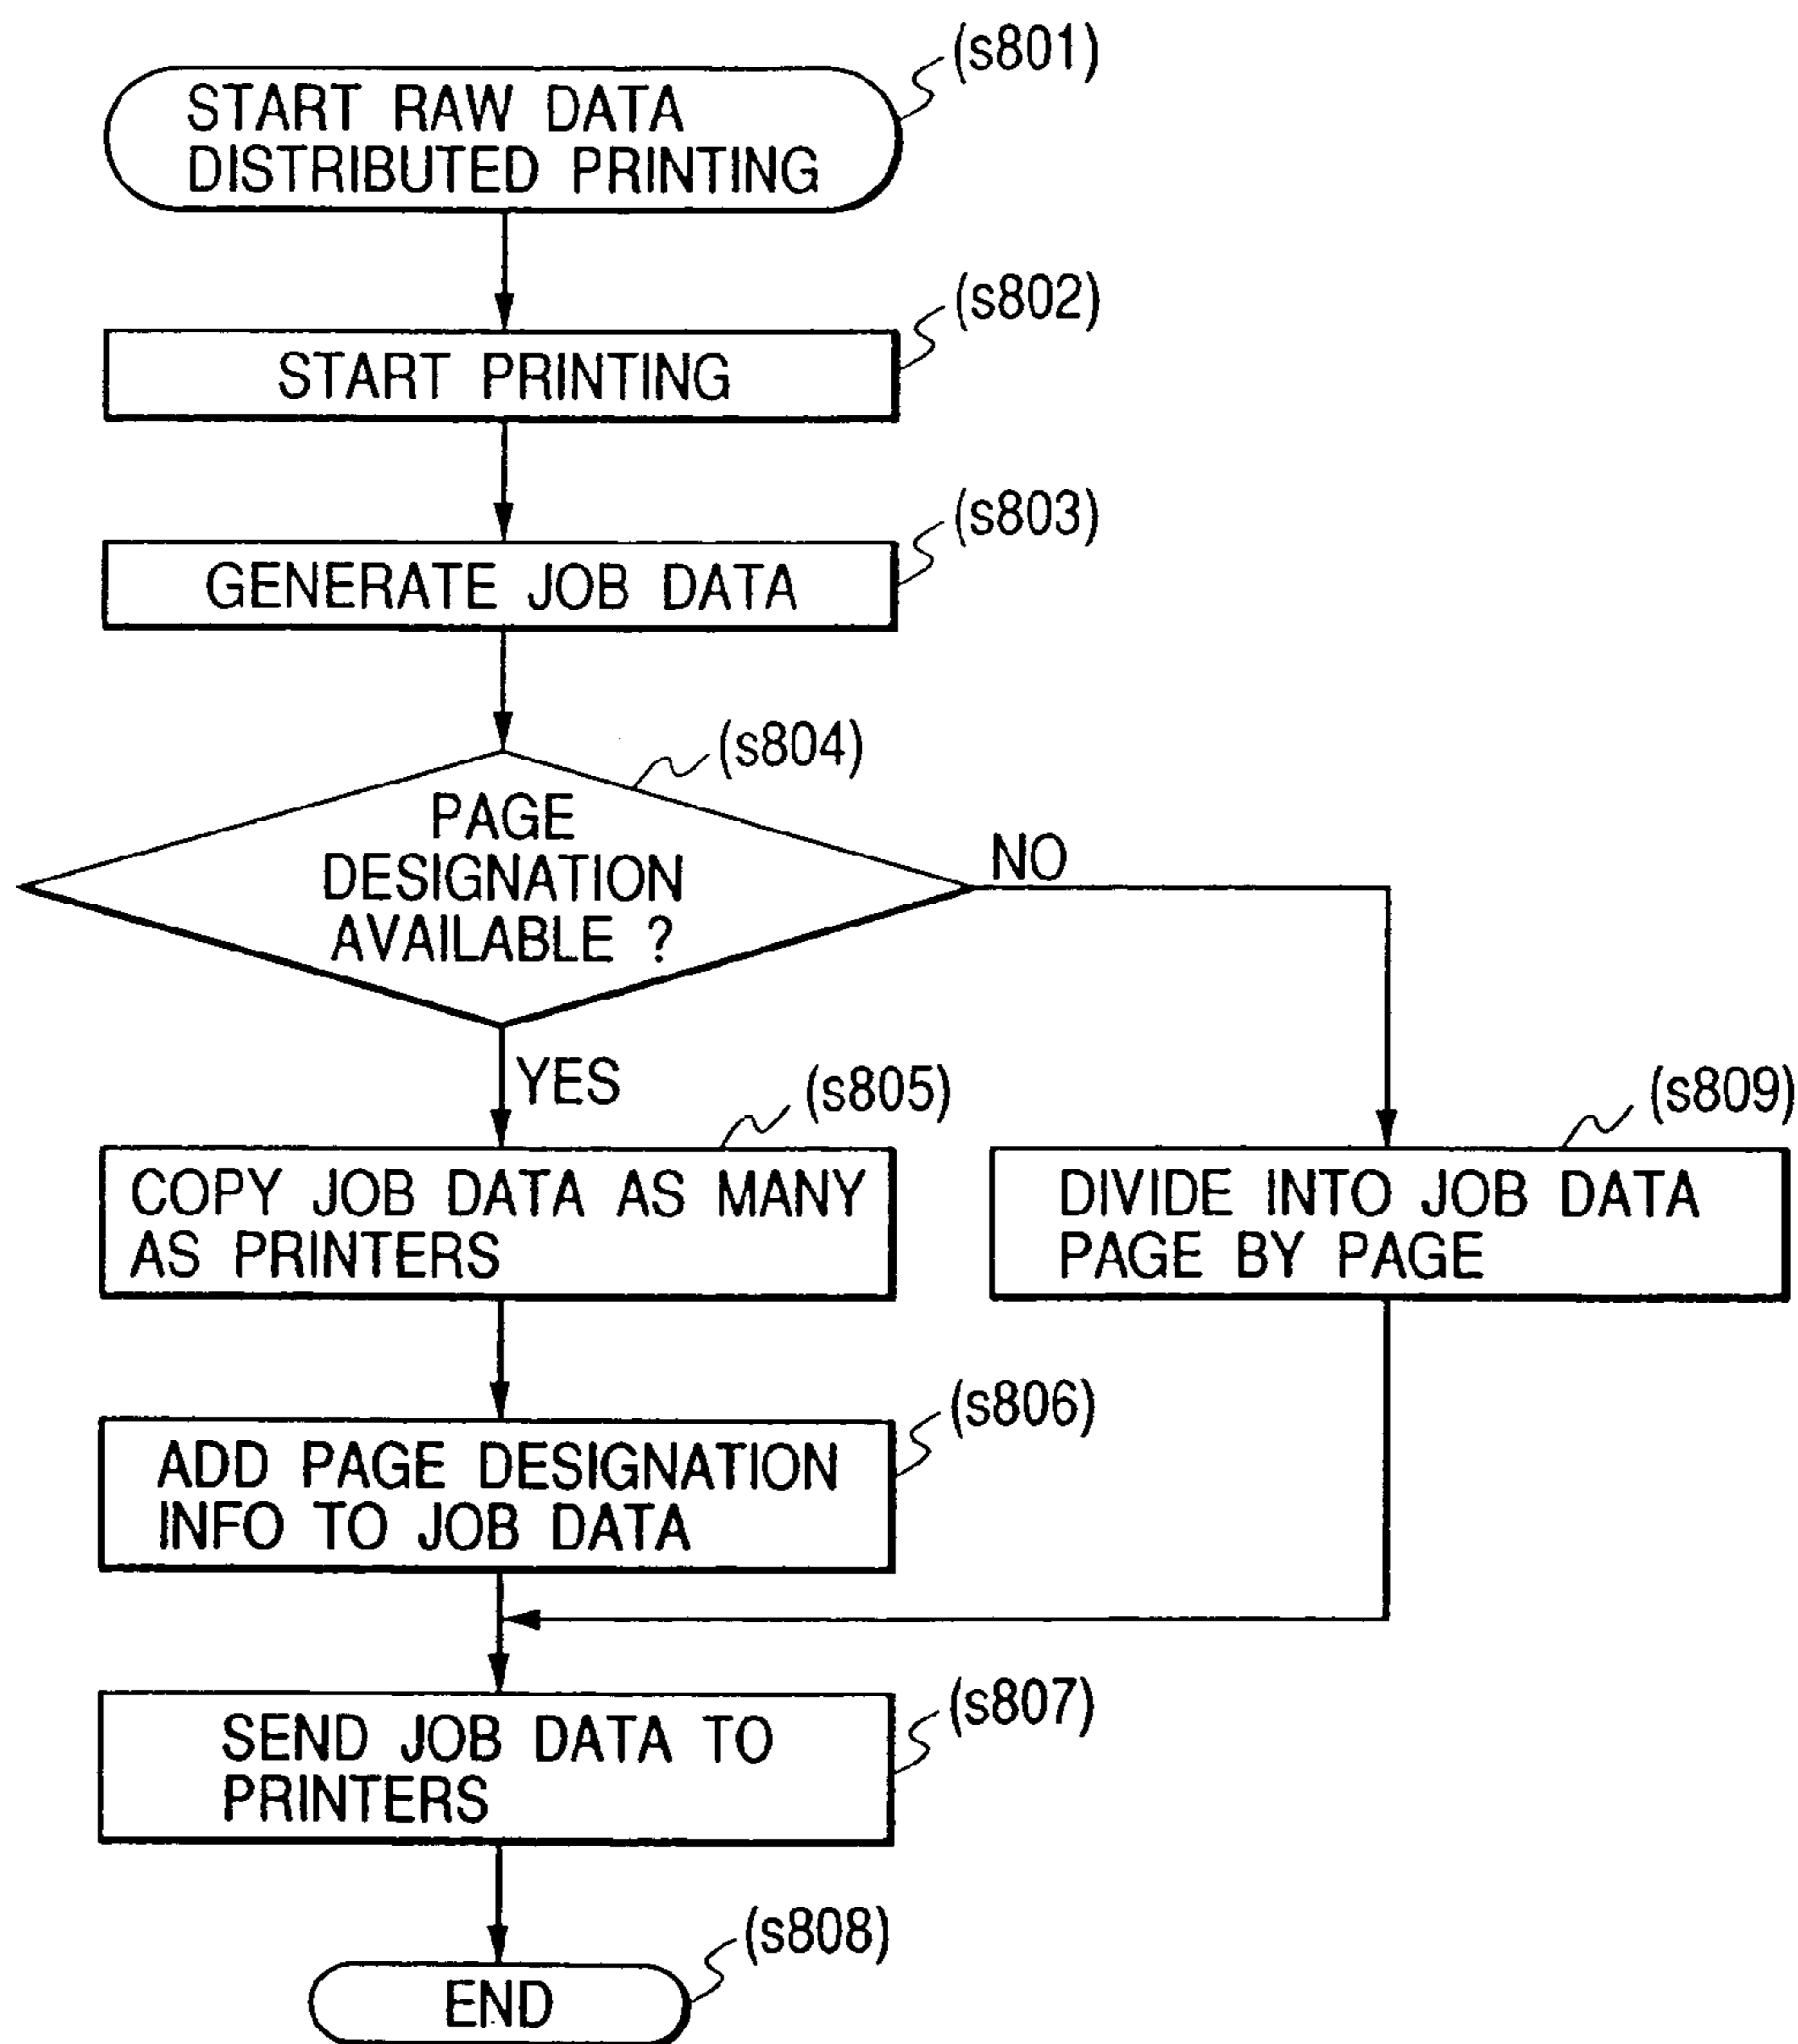 (s801)
START RAW DATA
DISTRIBUTED PRINTING
(s802)
START PRINTING
(s803)
GENERATE JOB DATA
(s804)
PAGE
DESIGNATION
AVAILABLE ?
NO
YES
(s805)
COPY JOB DATA AS MANY
AS PRINTERS
(s809)
DIVIDE INTO JOB DATA
PAGE BY PAGE
(s806)
ADD PAGE DESIGNATION
INFO TO JOB DATA
(s807)
SEND JOB DATA TO
PRINTERS
(s808)
END